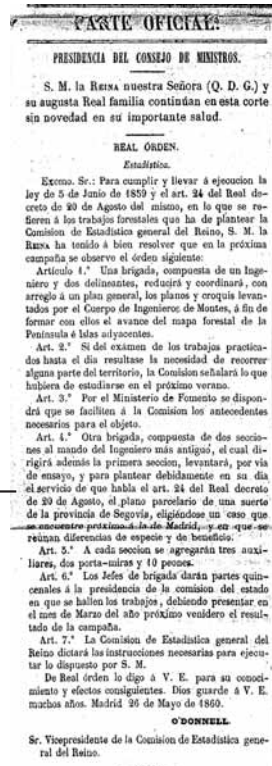 PARTE OFICIAL.
PRESIDENCIA DEL CONSEJO DE MINISTROS.
S. M. la REINA nuestra Señora (Q. D. G.) y
su augusta Real familia continúan en esta corte
sin novedad en su importante salud.
REAL ÓRDEN.
Estadística.
Excmo. Sr.: Para cumplir y llevar á ejecucion la
ley de 5 de Junio de 1859 y el art. 24 del Real de-
creto de 20 de Agosto del mismo, en lo que se re-
fieren á los trabajos forestales que ha de plantear la
Comision de Estadística general del Reino, S. M. la
REINA ha tenido á bien resolver que en la próxima
campaña se observe el órden siguiente:
Artículo 1.° Una brigada, compuesta de un Inge-
niero y dos delineantes, reducirá y coordinará, con
arreglo á un plan general, los planos y croquis levan-
tados por el Cuerpo de Ingenieros de Montes, á fin de
formar con ellos el avance del mapa forestal de la
Península é Islas adyacentes.
Art. 2.° Si del exámen de los trabajos practica-
dos hasta el dia resultase la necesidad de recorrer
alguna parte del territorio, la Comision señalará lo que
hubiera de estudiarse en el próximo verano.
Art. 3.° Por el Ministerio de Fomento se dispon-
drá que se faciliten á la Comision los antecedentes
necesarios para el objeto.
Art. 4.° Otra brigada, compuesta de dos seccio-
nes al mando del Ingeniero más antiguo, el cual di-
rigirá además la primera seccion, levantará, por via
de ensayo, y para plantear debidamente en su dia
el servicio de que habla el art. 24 del Real decreto
de 20 de Agosto, el plano parcelario de una suerte
de la provincia de Segovia, eligiéndose un caso que
se encuentre próximo á la de Madrid, y en que se
reúnan diferencias de especie y de beneficio.
Art. 5.° A cada seccion se agregarán tres auxi-
liares, dos porta-miras y 10 peones.
Art. 6.° Los Jefes de brigada darán partes quin-
cenales á la presidencia de la comision del estado
en que se hallen los trabajos, debiendo presentar en
el mes de Marzo del año próximo venidero el resul-
tado de la campaña.
Art. 7.° La Comision de Estadística general del
Reino dictará las instrucciones necesarias para ejecu-
tar lo dispuesto por S. M.
De Real órden lo digo á V. E. para su conoci-
miento y efectos consiguientes. Dios guarde á V. E.
muchos años. Madrid 26 de Mayo de 1860.
O'DONNELL.
Sr. Vicepresidente de la Comision de Estadística gene-
ral del Reino.